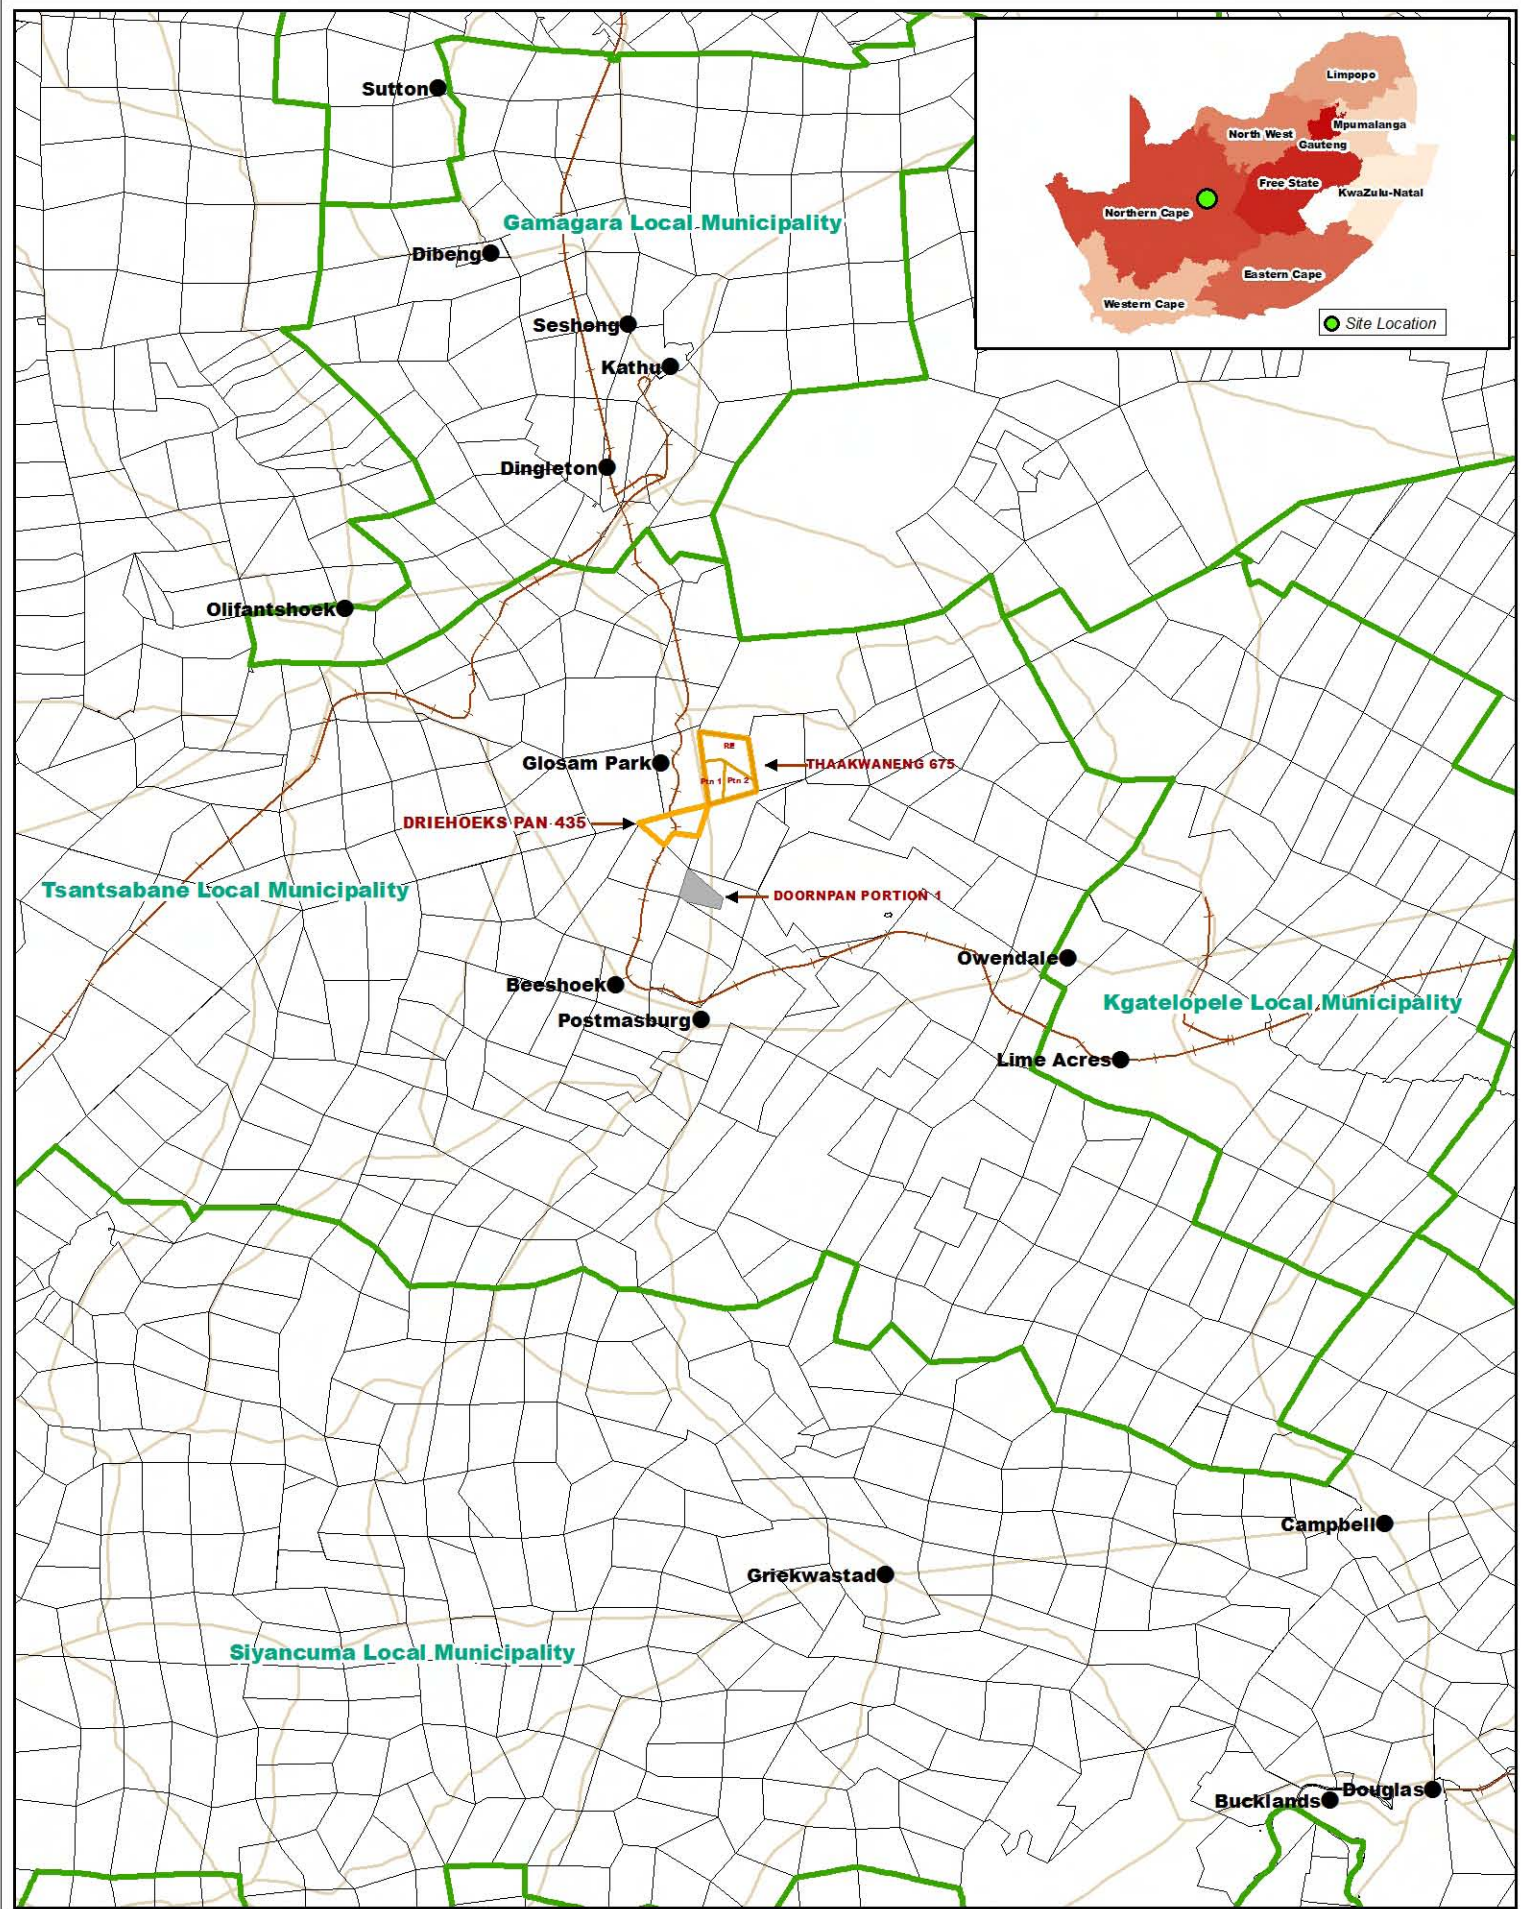 Sutton
Limpopo
Mpumalanga
North West
Gauteng
Free State
KwaZulu-Natal
Northern Cape
Eastern Cape
Western Cape
Site Location
Gamagara Local Municipality
Dibeng
Seshong
Kathu
Dingleton
Olifantshoek
RE
Glosam Park
THAAKWANENG 675
Ptn 1
Ptn 2
DRIEHOEKS PAN 435
Tsantsabane Local Municipality
DOORNPAN PORTION 1
Owendale
Beeshoek
Kgatelopele Local Municipality
Postmasburg
Lime Acres
Campbell
Griekwastad
Siyancuma Local Municipality
Douglas
Bucklands